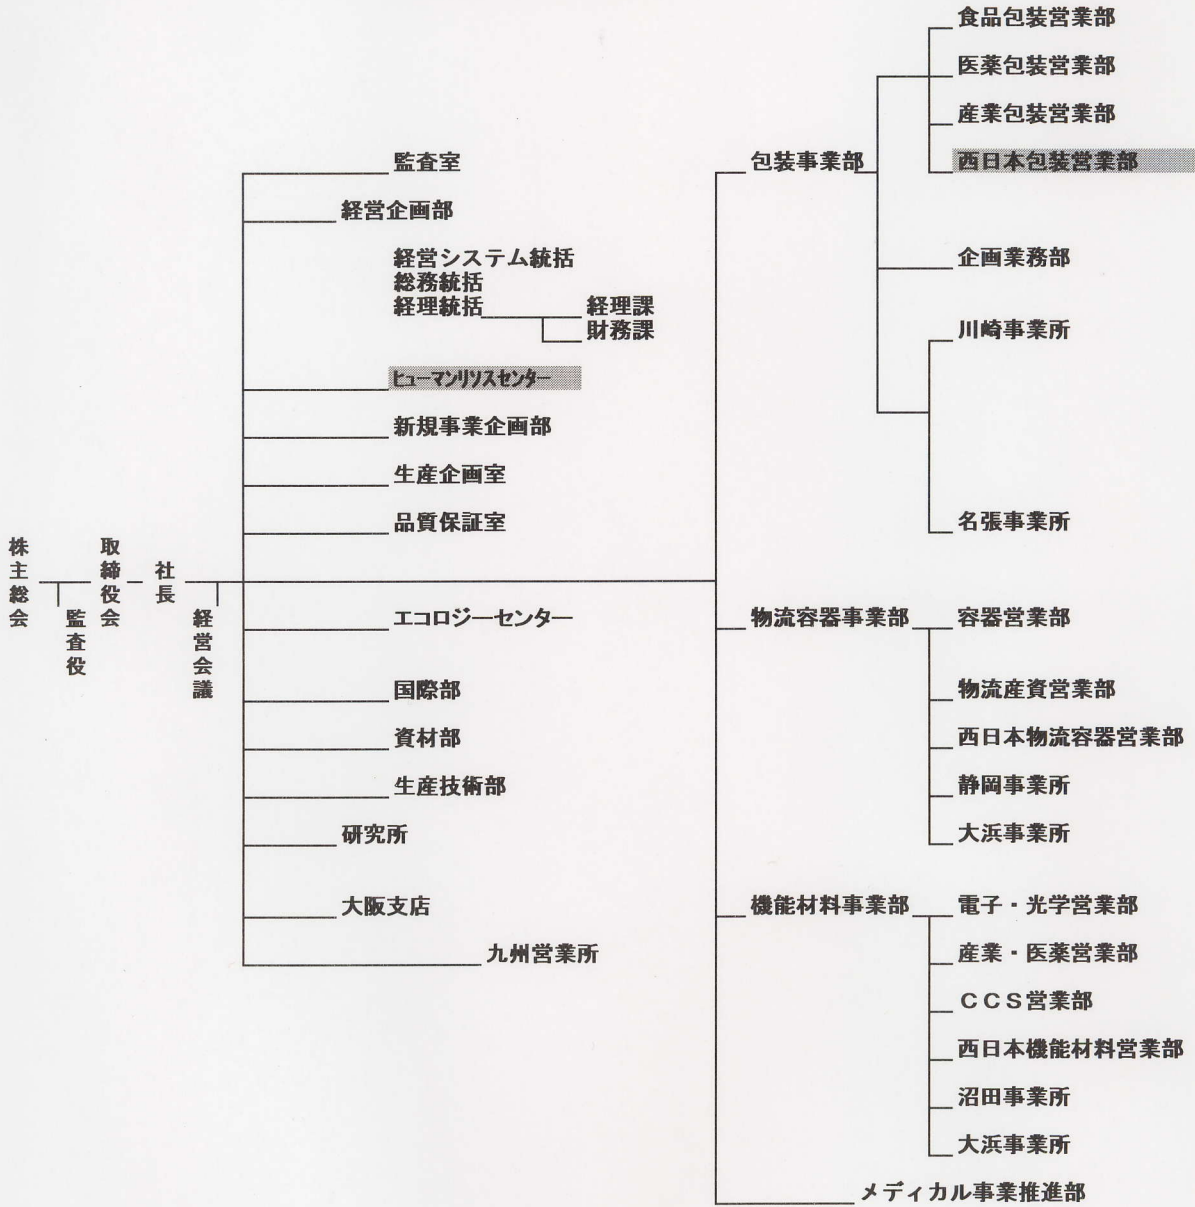 株主総会
監査役
取締役会
社長
経営会議
監査室
経営企画部
経営システム統括
総務統括
経理統括
経理課
財務課
ヒューマンリソスセンター
新規事業企画部
生産企画室
品質保証室
エコロジーセンター
国際部
資材部
生産技術部
研究所
大阪支店
九州営業所
包装事業部
食品包装営業部
医薬包装営業部
産業包装営業部
西日本包装営業部
企画業務部
川崎事業所
名張事業所
物流容器事業部
容器営業部
物流産資営業部
西日本物流容器営業部
静岡事業所
大浜事業所
機能材料事業部
電子・光学営業部
産業・医薬営業部
CCS営業部
西日本機能材料営業部
沼田事業所
大浜事業所
メディカル事業推進部